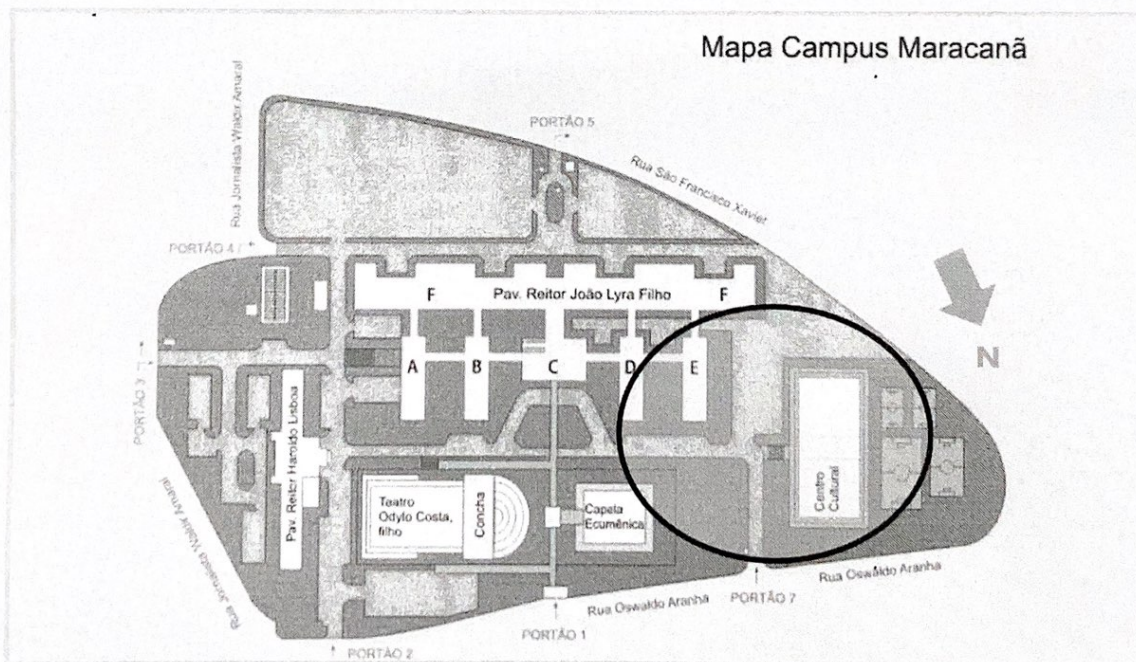 Mapa Campus Maracanã
Rua Jornalista Waldir Amaral
PORTÃO 5
Rua São Francisco Xavier
PORTÃO 4
F
Pav. Reitor João Lyra Filho
F
N
PORTÃO 3
A
B
C
D
E
Pav. Reitor Haroldo Lisboa
Teatro
Odylo Costa,
filho
Concha
Capela
Ecumênica
Centro
Cultural
Rua Jornalista Waldir Amaral
Rua Oswaldo Aranha
Rua Oswaldo Aranha
PORTÃO 7
PORTÃO 1
PORTÃO 2